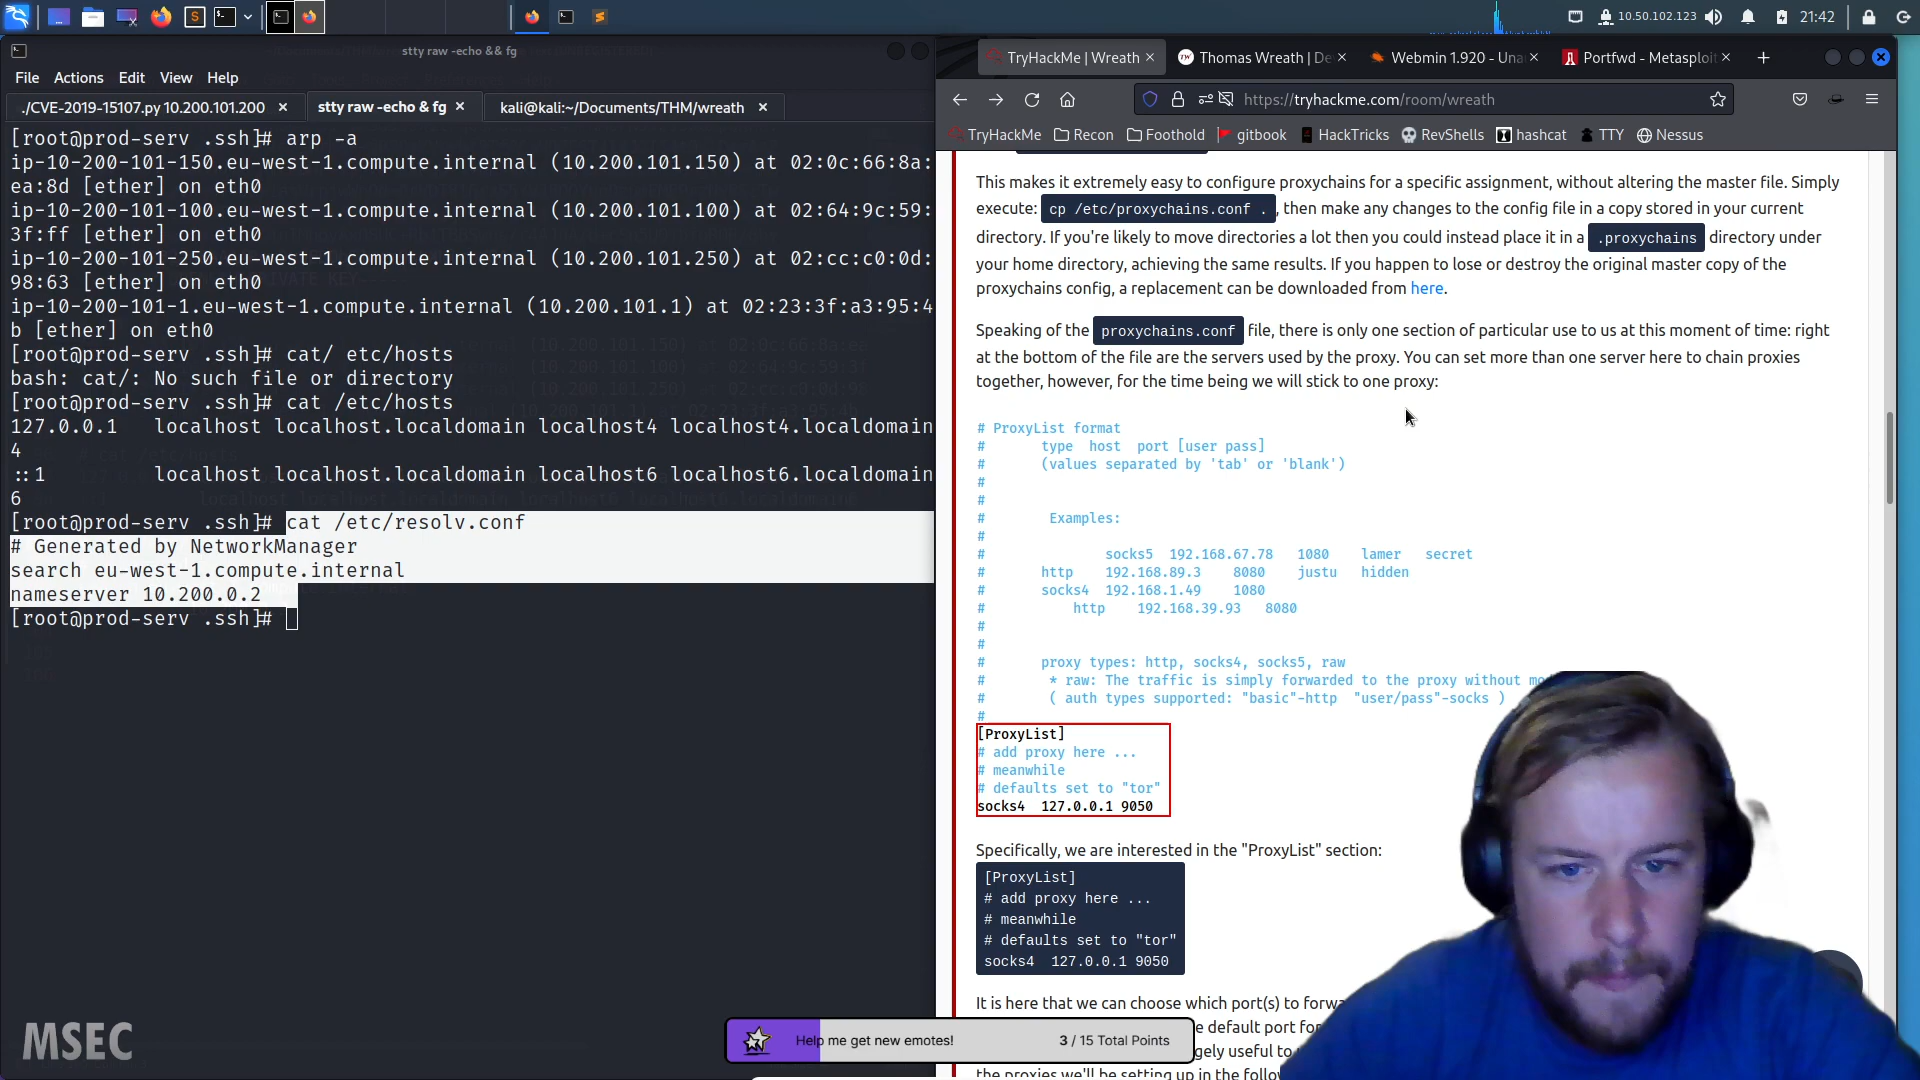 10.50.102.123
21:42
stty raw -echo && fg
File Actions Edit View Help
./CVE-2019-15107.py 10.200.101.200
stty raw -echo & fg
kali@kali:~/Documents/THM/wreath
[root@prod-serv .ssh]# arp -a
ip-10-200-101-150.eu-west-1.compute.internal (10.200.101.150) at 02:0c:66:8a:
ea:8d [ether] on eth0
ip-10-200-101-100.eu-west-1.compute.internal (10.200.101.100) at 02:64:9c:59:
3f:ff [ether] on eth0
ip-10-200-101-250.eu-west-1.compute.internal (10.200.101.250) at 02:cc:c0:0d:
98:63 [ether] on eth0
ip-10-200-101-1.eu-west-1.compute.internal (10.200.101.1) at 02:23:3f:a3:95:4
b [ether] on eth0
[root@prod-serv .ssh]# cat/ etc/hosts
bash: cat/: No such file or directory
[root@prod-serv .ssh]# cat /etc/hosts
127.0.0.1   localhost localhost.localdomain localhost4 localhost4.localdomain
4
::1         localhost localhost.localdomain localhost6 localhost6.localdomain
6
[root@prod-serv .ssh]# cat /etc/resolv.conf
# Generated by NetworkManager
search eu-west-1.compute.internal
nameserver 10.200.0.2
[root@prod-serv .ssh]#
MSEC
TryHackMe | Wreath
Thomas Wreath | De
Webmin 1.920 - Una
Portfwd - Metasploit
https://tryhackme.com/room/wreath
TryHackMe Recon Foothold gitbook HackTricks RevShells hashcat TTY Nessus
This makes it extremely easy to configure proxychains for a specific assignment, without altering the master file. Simply
execute: cp /etc/proxychains.conf . , then make any changes to the config file in a copy stored in your current
directory. If you're likely to move directories a lot then you could instead place it in a .proxychains directory under
your home directory, achieving the same results. If you happen to lose or destroy the original master copy of the
proxychains config, a replacement can be downloaded from here.
Speaking of the proxychains.conf file, there is only one section of particular use to us at this moment of time: right
at the bottom of the file are the servers used by the proxy. You can set more than one server here to chain proxies
together, however, for the time being we will stick to one proxy:
# ProxyList format
#       type  host  port [user pass]
#       (values separated by 'tab' or 'blank')
#
#
#        Examples:
#
#               socks5  192.168.67.78   1080    lamer   secret
#       http    192.168.89.3    8080    justu   hidden
#       socks4  192.168.1.49    1080
#           http    192.168.39.93   8080
#
#
#       proxy types: http, socks4, socks5, raw
#        * raw: The traffic is simply forwarded to the proxy without
#        ( auth types supported: "basic"-http  "user/pass"-socks )
#
[ProxyList]
# add proxy here ...
# meanwhile
# defaults set to "tor"
socks4  127.0.0.1 9050
Specifically, we are interested in the "ProxyList" section:
[ProxyList]
# add proxy here ...
# meanwhile
# defaults set to "tor"
socks4  127.0.0.1 9050
It is here that we can choose which port(s) to
e default port for
to
the proxies we'll be setting up in the
Help me get new emotes!
3 / 15 Total Points